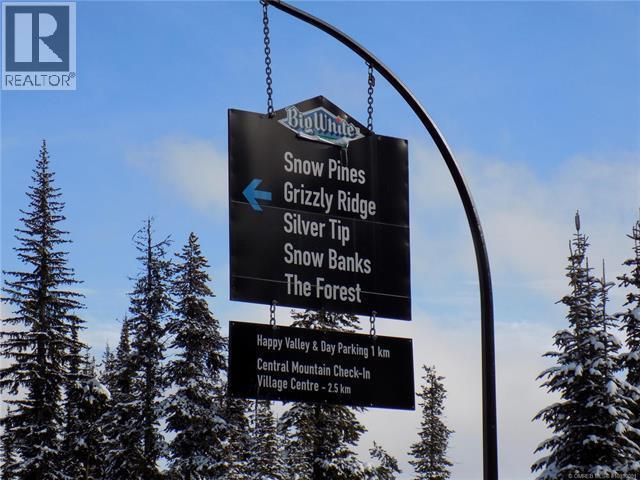 R
REALTOR®
Big White
Snow Pines
Grizzly Ridge
Silver Tip
Snow Banks
The Forest
Happy Valley & Day Parking 1 km
Central Mountain Check-In
Village Centre - 2.5 km